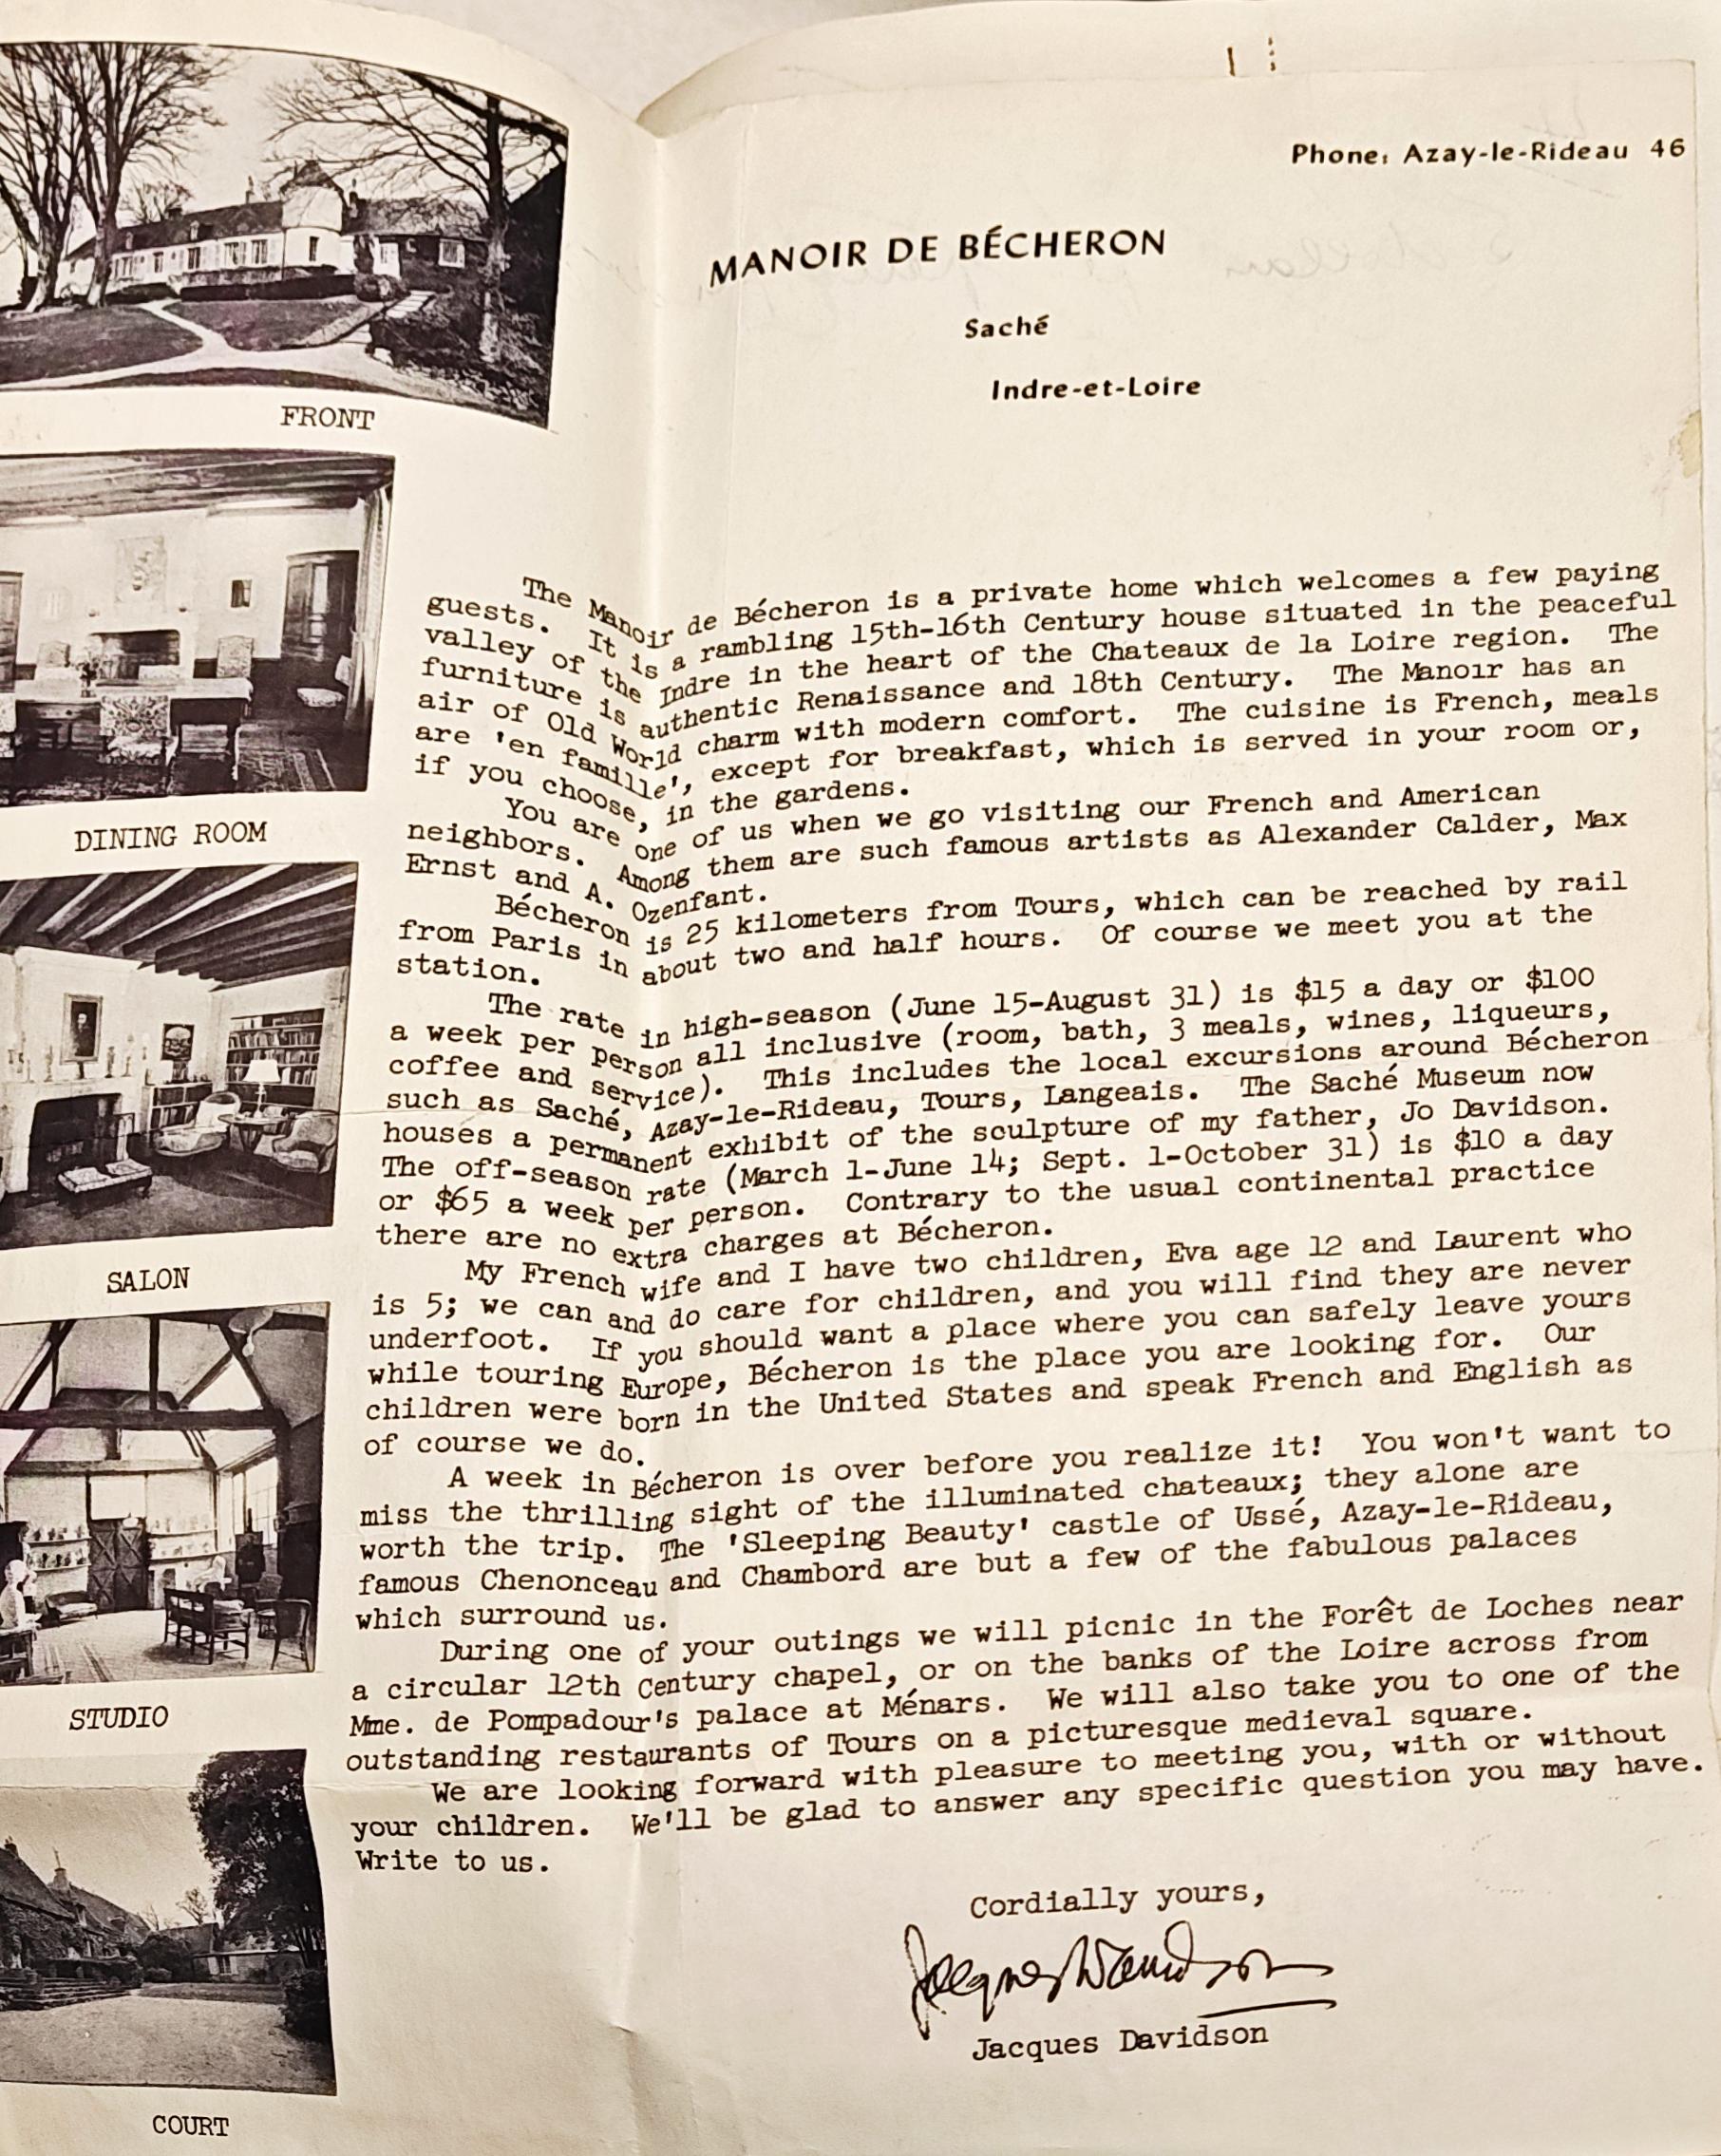 Phone: Azay-le-Rideau 46
MANOIR DE BÉCHERON
Saché
Indre-et-Loire
FRONT
DINING ROOM
SALON
STUDIO
COURT
The Manoir de Bécheron is a private home which welcomes a few paying
guests. It is a rambling 15th-16th Century house situated in the peaceful
valley of the Indre in the heart of the Chateaux de la Loire region. The
furniture is authentic Renaissance and 18th Century. The Manoir has an
air of Old World charm with modern comfort. The cuisine is French, meals
are 'en famille', except for breakfast, which is served in your room or,
if you choose, in the gardens.
You are one of us when we go visiting our French and American
neighbors. Among them are such famous artists as Alexander Calder, Max
Ernst and A. Ozenfant.
Bécheron is 25 kilometers from Tours, which can be reached by rail
from Paris in about two and half hours. Of course we meet you at the
station.
The rate in high-season (June 15-August 31) is $15 a day or $100
a week per person all inclusive (room, bath, 3 meals, wines, liqueurs,
coffee and service). This includes the local excursions around Bécheron
such as Saché, Azay-le-Rideau, Tours, Langeais. The Saché Museum now
houses a permanent exhibit of the sculpture of my father, Jo Davidson.
The off-season rate (March 1-June 14; Sept. 1-October 31) is $10 a day
or $65 a week per person. Contrary to the usual continental practice
there are no extra charges at Bécheron.
My French wife and I have two children, Eva age 12 and Laurent who
is 5; we can and do care for children, and you will find they are never
underfoot. If you should want a place where you can safely leave yours
while touring Europe, Bécheron is the place you are looking for. Our
children were born in the United States and speak French and English as
of course we do.
A week in Bécheron is over before you realize it! You won't want to
miss the thrilling sight of the illuminated chateaux; they alone are
worth the trip. The 'Sleeping Beauty' castle of Ussé, Azay-le-Rideau,
famous Chenonceau and Chambord are but a few of the fabulous palaces
which surround us.
During one of your outings we will picnic in the Forêt de Loches near
a circular 12th Century chapel, or on the banks of the Loire across from
Mme. de Pompadour's palace at Ménars. We will also take you to one of the
outstanding restaurants of Tours on a picturesque medieval square.
We are looking forward with pleasure to meeting you, with or without
your children. We'll be glad to answer any specific question you may have.
Write to us.
Cordially yours,
Jacques Davidson
Jacques Davidson